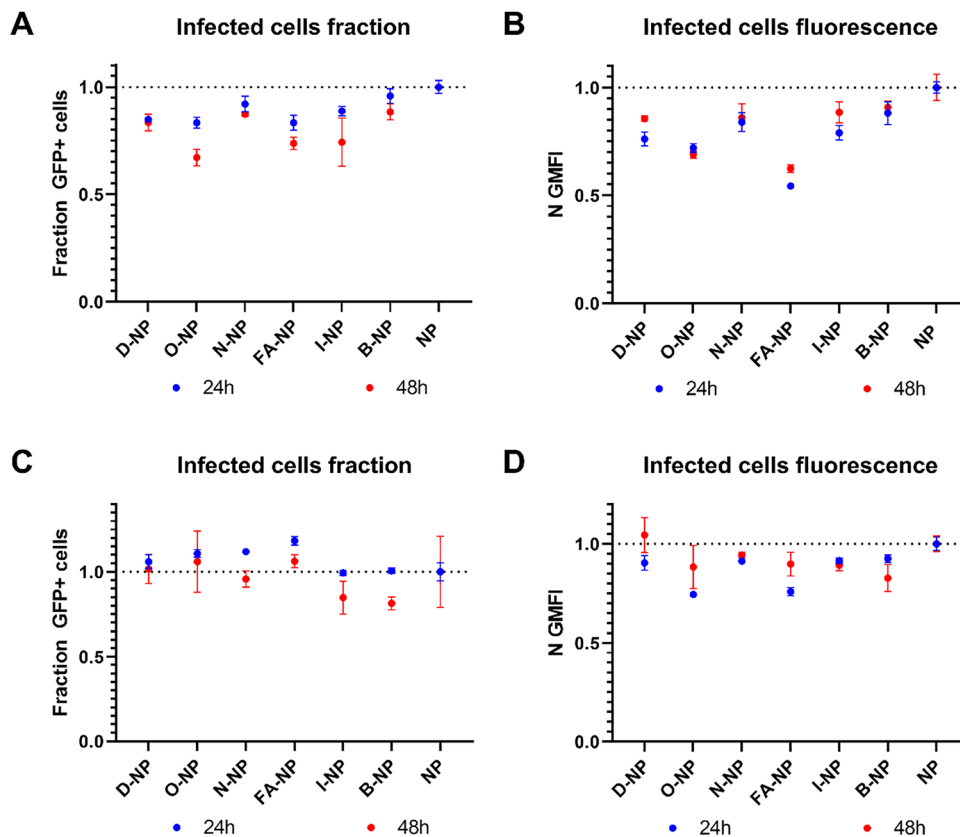 A
Infected cells fraction
Fraction GFP+ cells
1.0
0.5
0.0
D-NP
O-NP
N-NP
FA-NP
I-NP
B-NP
NP
24h
48h
B
Infected cells fluorescence
N GMFI
1.0
0.5
0.0
D-NP
O-NP
N-NP
FA-NP
I-NP
B-NP
NP
24h
48h
C
Infected cells fraction
Fraction GFP+ cells
1.0
0.5
0.0
D-NP
O-NP
N-NP
FA-NP
I-NP
B-NP
NP
24h
48h
D
Infected cells fluorescence
N GMFI
1.0
0.5
0.0
D-NP
O-NP
N-NP
FA-NP
I-NP
B-NP
NP
24h
48h